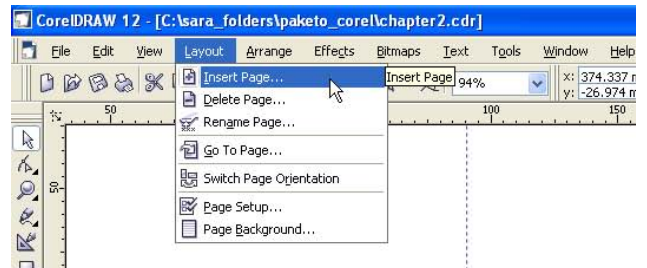 CorelDRAW 12 - [C:\sara_folders\paketo_corel\chapter2.cdr]
File Edit View Layout Arrange Effects Bitmaps Text Tools Window Help
Insert Page...
Insert Page
94%
x: 374.337 m
y: -26.974 m
Delete Page...
50
100
150
Rename Page...
Go To Page...
Switch Page Orientation
Page Setup...
Page Background...